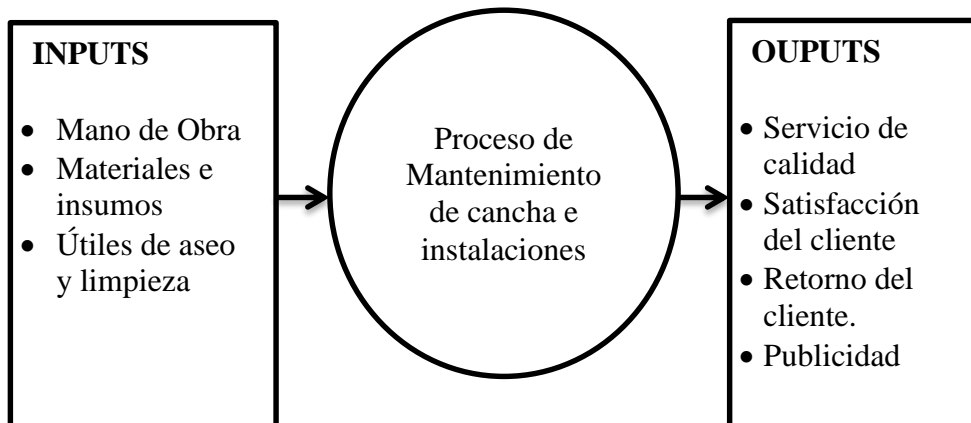 INPUTS
• Mano de Obra
• Materiales e
insumos
• Útiles de aseo
y limpieza
Proceso de
Mantenimiento
de cancha e
instalaciones
OUPUTS
• Servicio de
calidad
• Satisfacción
del cliente
• Retorno del
cliente.
• Publicidad